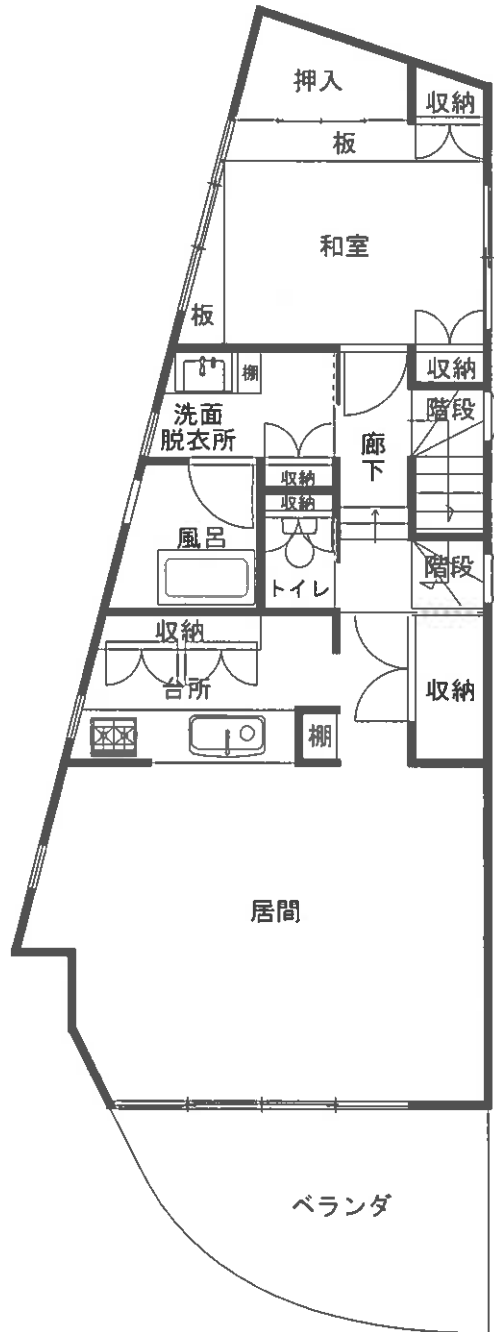 押入
収納
板
和室
板
収納
棚
洗面
脱衣所
階段
廊
下
収納
収納
風呂
トイレ
階段
収納
台所
収納
棚
居間
ベランダ